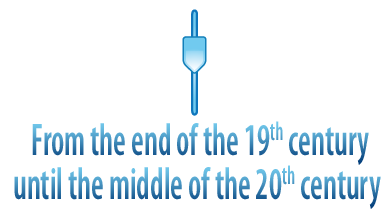 From the end of the 19th century
until the middle of the 20th century